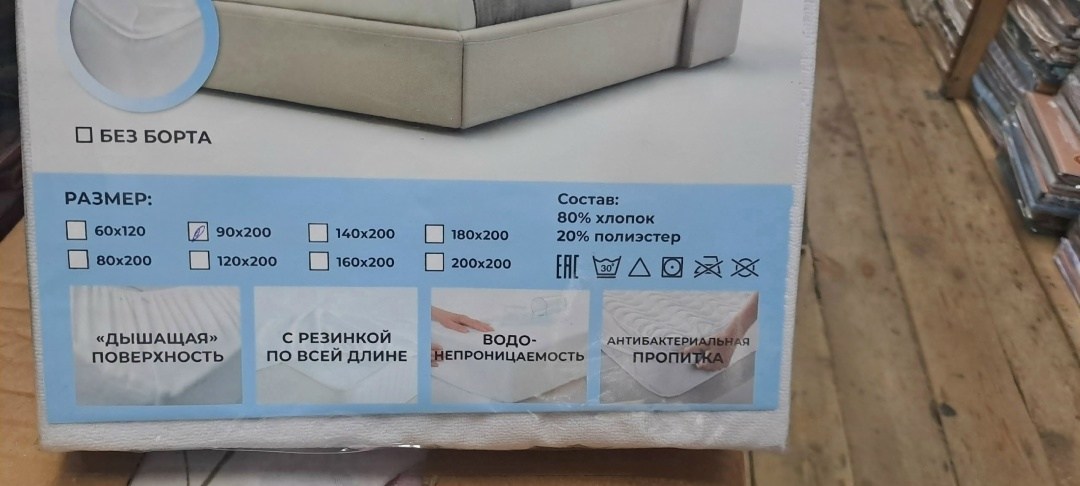 БЕЗ БОРТА
РАЗМЕР:
60x120
90x200
140x200
180x200
80x200
120x200
160x200
200x200
Состав:
80% хлопок
20% полиэстер
EAC
30°
«ДЫШАЩАЯ»
ПОВЕРХНОСТЬ
С РЕЗИНКОЙ
ПО ВСЕЙ ДЛИНЕ
ВОДО-
НЕПРОНИЦАЕМОСТЬ
АНТИБАКТЕРИАЛЬНАЯ
ПРОПИТКА